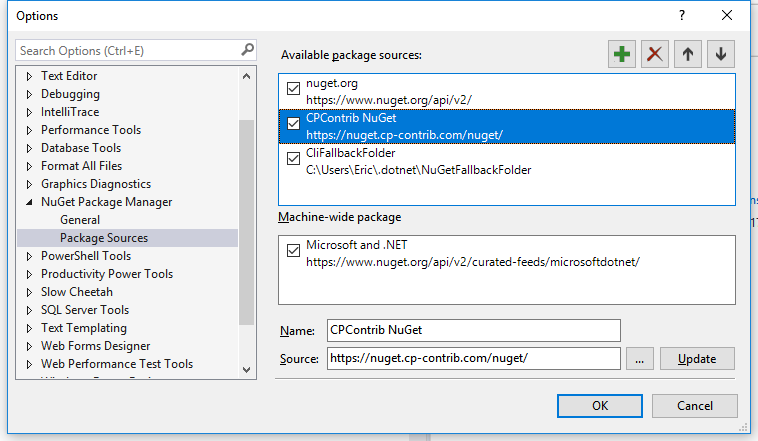 Options
?
Search Options (Ctrl+E)
Text Editor
Debugging
IntelliTrace
Performance Tools
Database Tools
Format All Files
Graphics Diagnostics
NuGet Package Manager
General
Package Sources
PowerShell Tools
Productivity Power Tools
Slow Cheetah
SQL Server Tools
Text Templating
Web Forms Designer
Web Performance Test Tools
Available package sources:
nuget.org
https://www.nuget.org/api/v2/
CPContrib NuGet
https://nuget.cp-contrib.com/nuget/
CliFallbackFolder
C:\Users\Eric\.dotnet\NuGetFallbackFolder
Machine-wide package
Microsoft and .NET
https://www.nuget.org/api/v2/curated-feeds/microsoftdotnet/
Name: CPContrib NuGet
Source: https://nuget.cp-contrib.com/nuget/ ... Update
OK Cancel